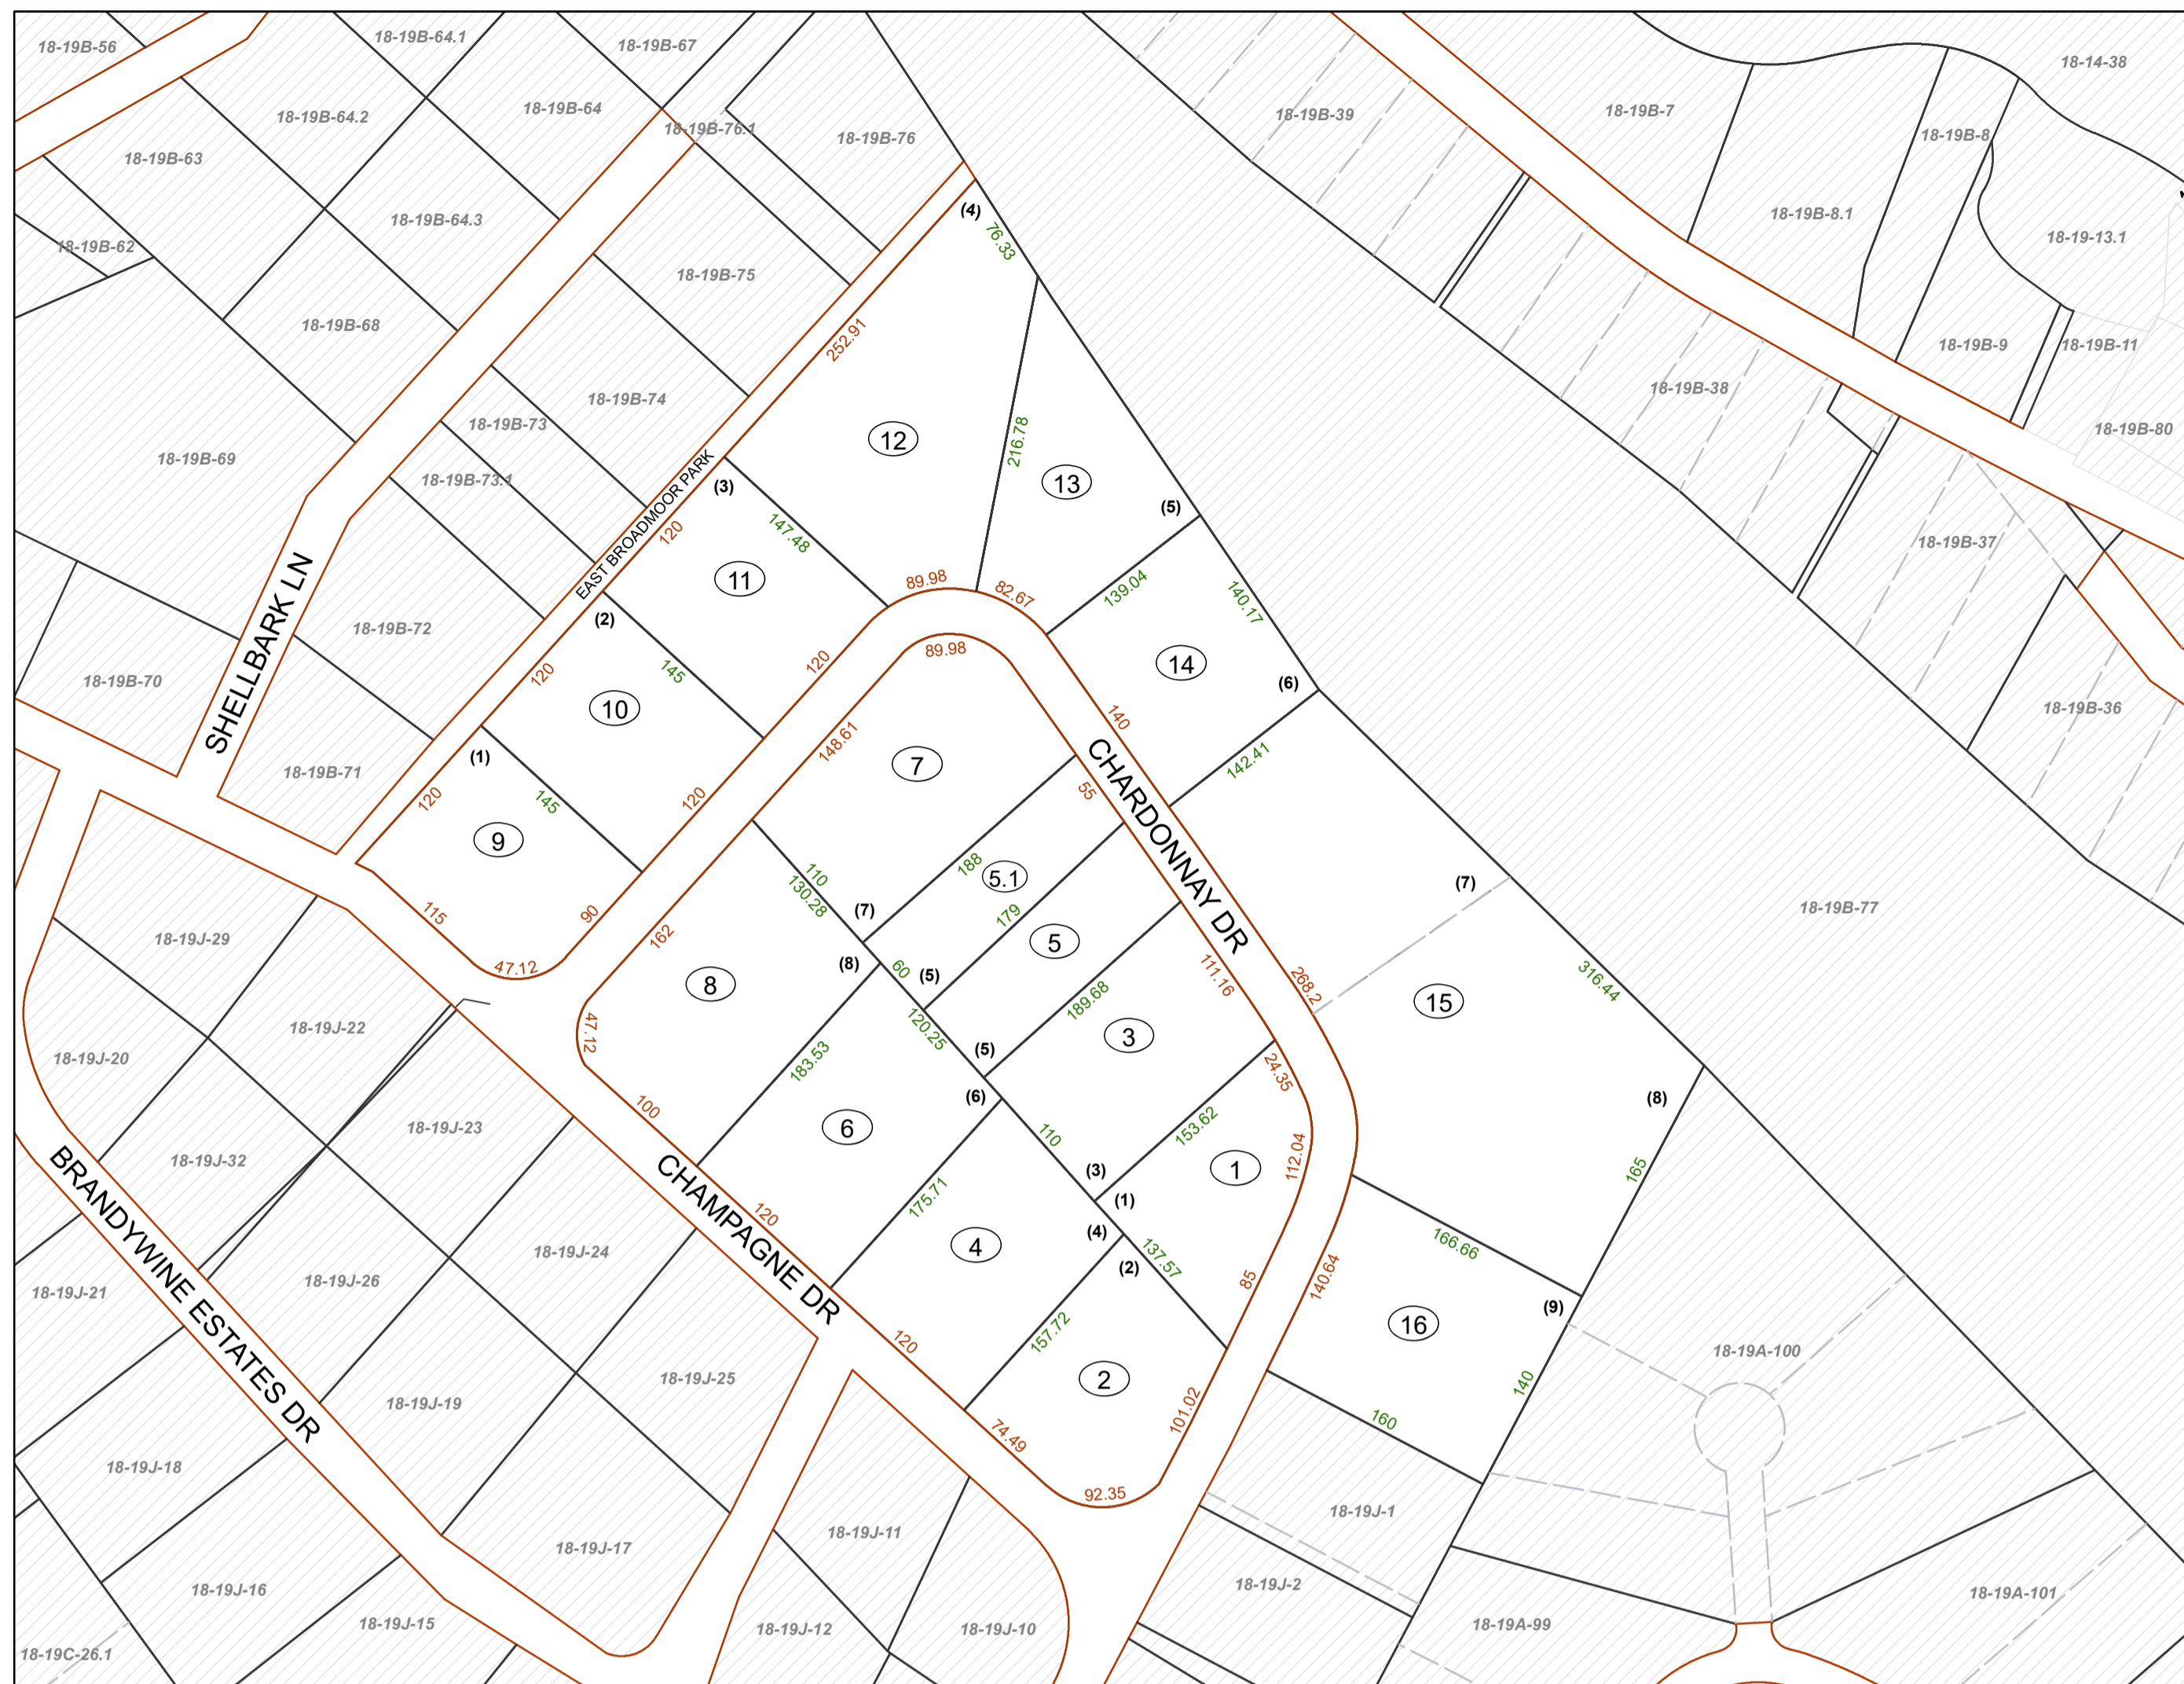 18-19B-56
18-19B-64.1
18-19B-67
18-14-38
18-19B-64.2
18-19B-64
18-19B-76.1
18-19B-76
18-19B-39
18-19B-7
18-19B-8
18-19B-63
18-19B-64.3
18-19B-62
18-19B-75
(4)
76.33
18-19B-8.1
18-19-13.1
18-19B-68
252.91
18-19B-9
18-19B-11
18-19B-74
18-19B-73
18-19B-38
18-19B-80
12
216.78
18-19B-69
18-19B-73.1
13
(3)
(5)
EAST BROADMOOR PARK
120
147.48
18-19B-37
11
89.98
82.67
139.04
140.17
(2)
18-19B-72
89.98
SHELLBARK LN
18-19B-70
120
145
120
14
(6)
10
140
18-19B-36
148.61
(1)
7
142.41
18-19B-71
120
145
120
55
CHARDONNAY DR
9
110
130.28
188
5.1
(7)
18-19B-77
115
90
(7)
179
18-19J-29
162
5
47.12
(8)
60
(5)
111.16
268.2
316.44
8
189.68
15
18-19J-22
47.12
120.25
3
18-19J-20
183.53
(5)
24.35
(6)
(8)
100
18-19J-23
6
110
153.62
112.04
18-19J-32
(3)
1
165
175.71
(1)
BRANDYWINE ESTATES DR
CHAMPAGNE DR
120
(4)
4
137.57
166.66
18-19J-24
(2)
85
140.64
18-19J-26
18-19J-21
(9)
157.72
16
120
18-19A-100
18-19J-25
2
140
18-19J-19
101.02
160
74.49
18-19J-18
92.35
18-19J-1
18-19J-11
18-19J-17
18-19J-2
18-19J-16
18-19A-101
18-19J-15
18-19J-12
18-19J-10
18-19A-99
18-19C-26.1